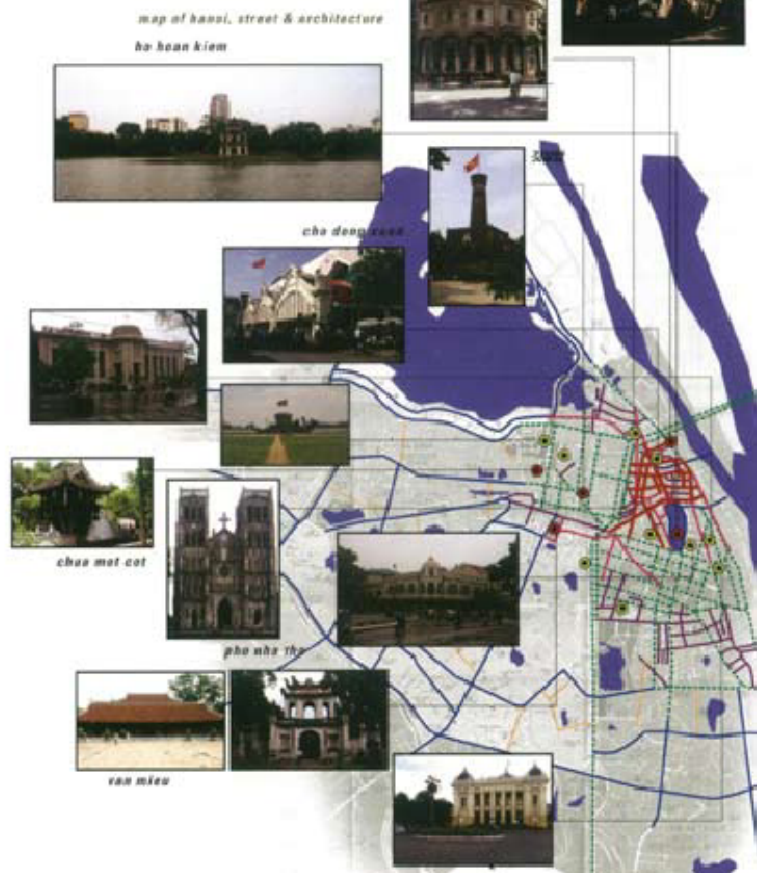 map of hanoi, street & architecture
ho hoan kiem
cho dong xuan
chua mot cot
pho nha tho
van mieu